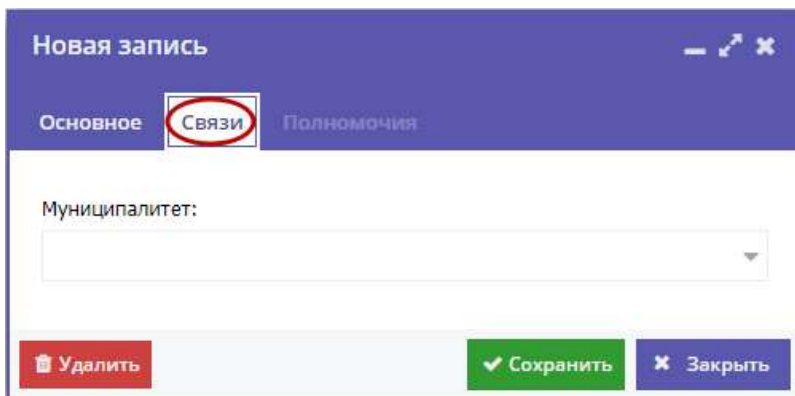 Новая запись
Основное Связи Полномочия
Муниципалитет:
Удалить Сохранить Закрыть